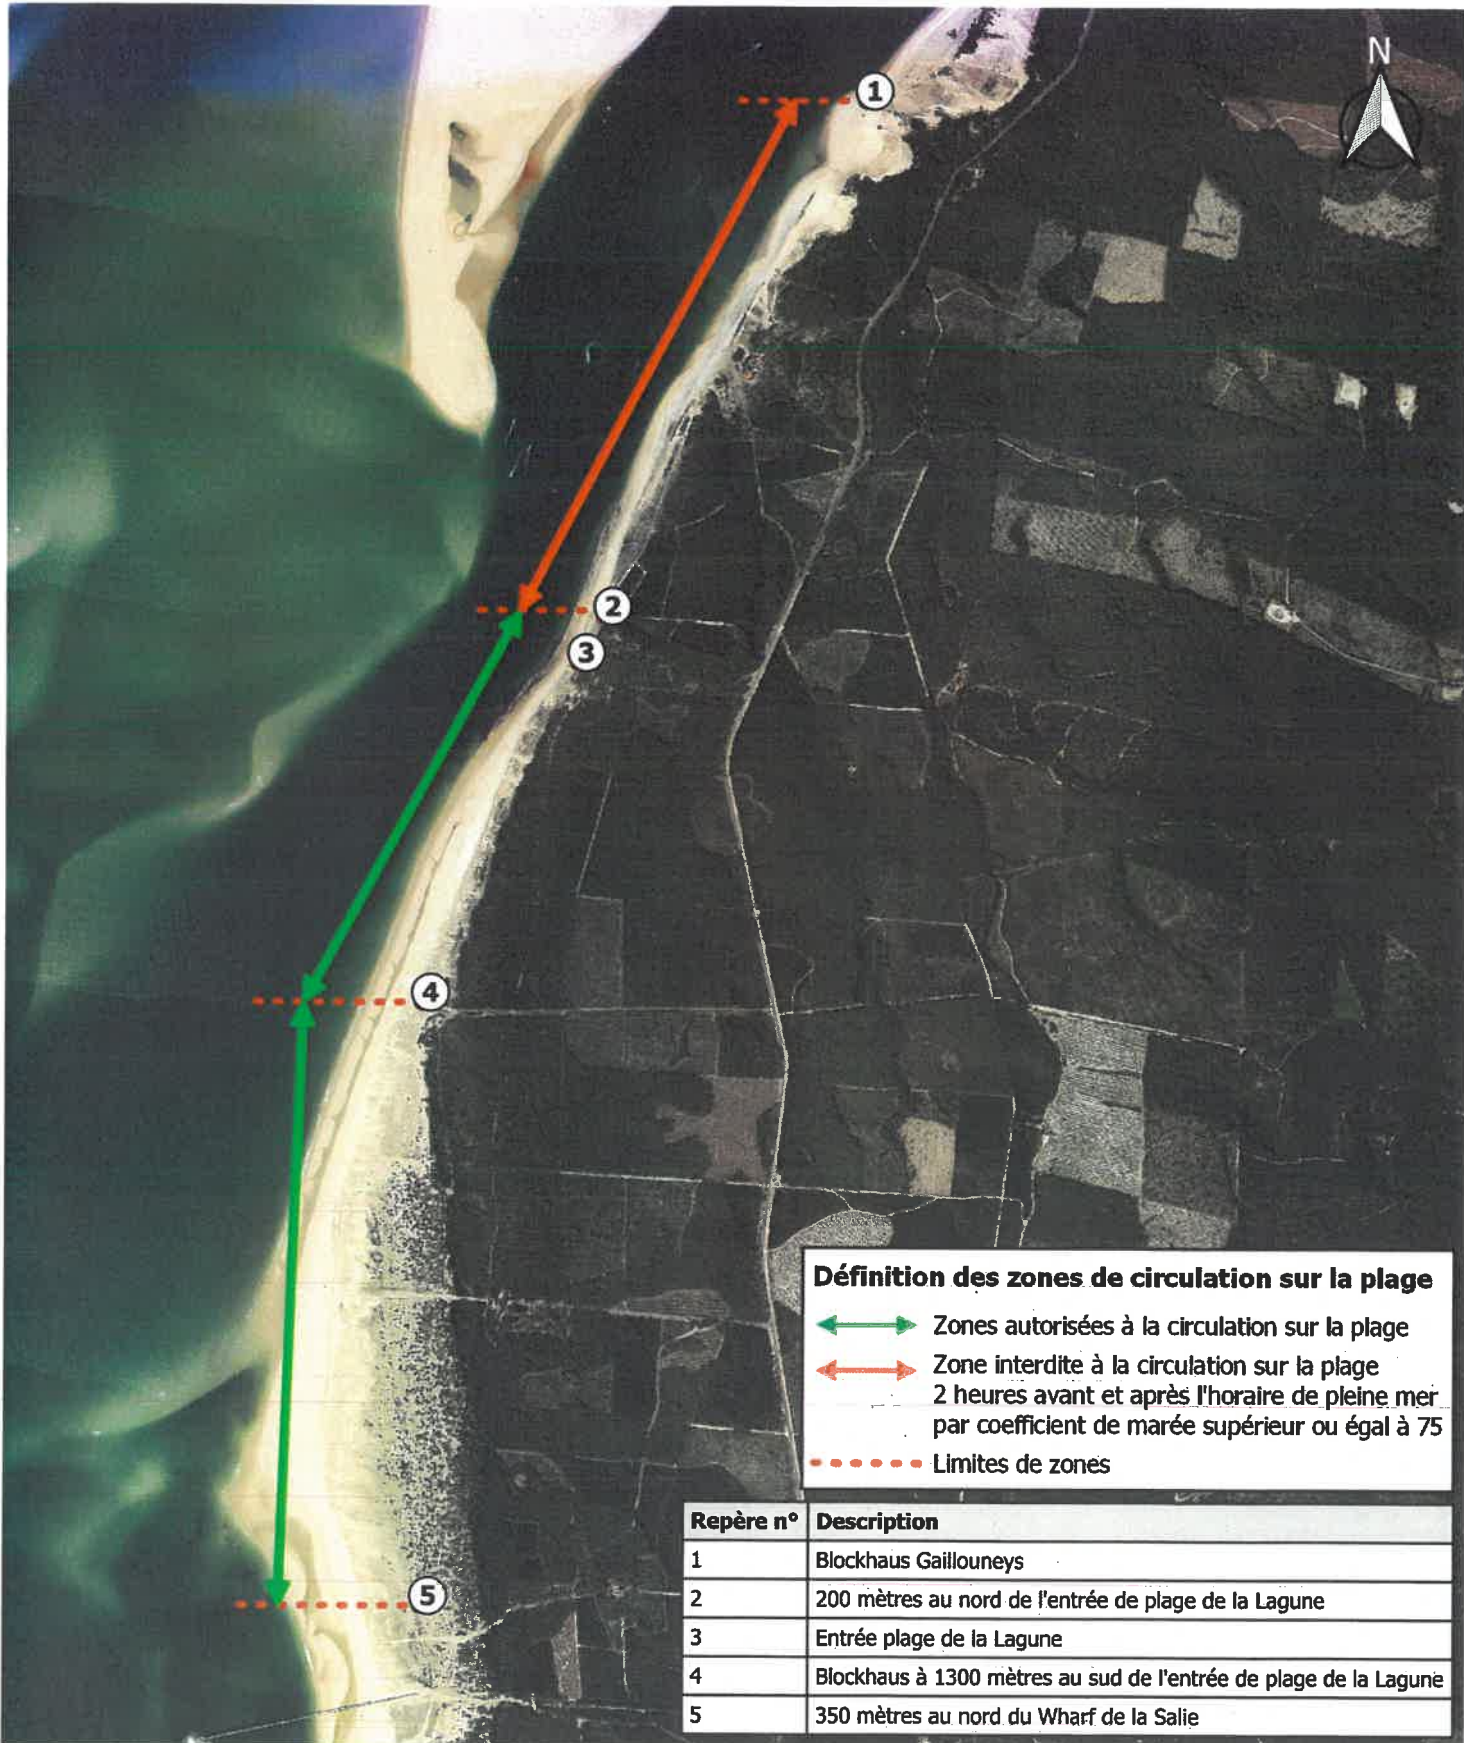 N
1
2
3
4
5
Définition des zones de circulation sur la plage
Zones autorisées à la circulation sur la plage
Zone interdite à la circulation sur la plage
2 heures avant et après l'horaire de pleine mer
par coefficient de marée supérieur ou égal à 75
Limites de zones
Repère n° Description
1 Blockhaus Gaillouneys
2 200 mètres au nord de l'entrée de plage de la Lagune
3 Entrée plage de la Lagune
4 Blockhaus à 1300 mètres au sud de l'entrée de plage de la Lagune
5 350 mètres au nord du Wharf de la Salie